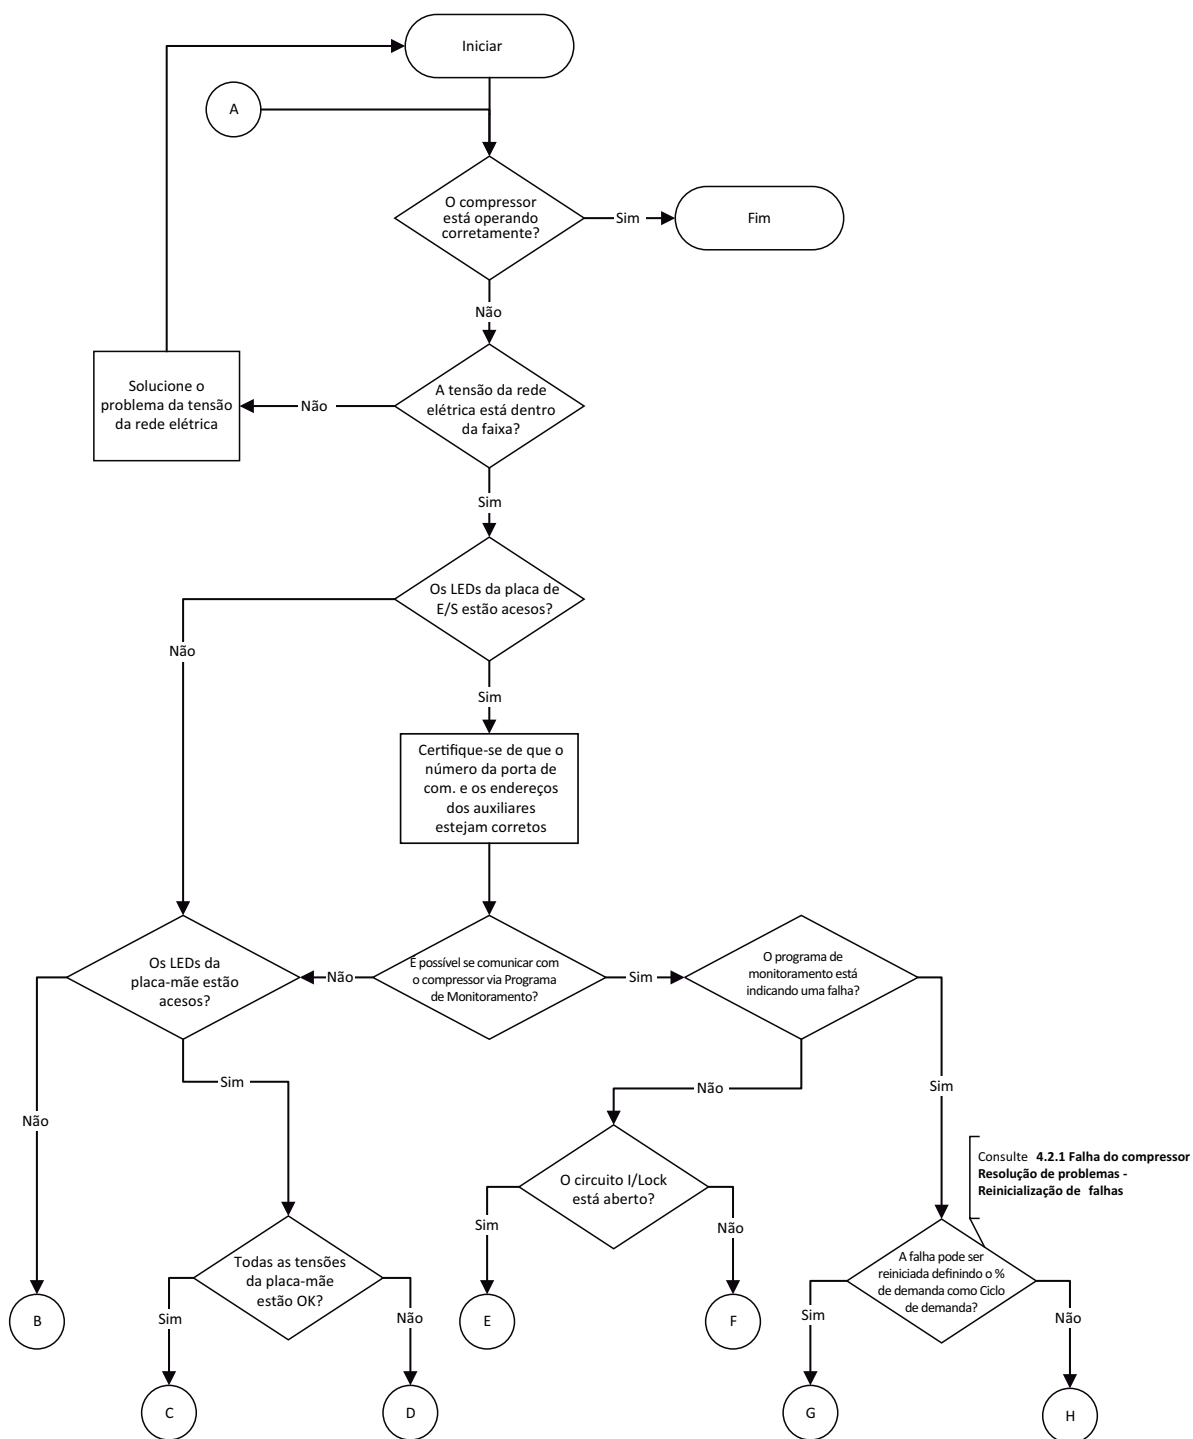 Iniciar
A
O compressor
está operando
corretamente?
Sim
Fim
Não
Solucione o
problema da tensão
da rede elétrica
Não
A tensão da rede
elétrica está dentro
da faixa?
Sim
Os LEDs da placa de
E/S estão acesos?
Não
Sim
Certifique-se de que o
número da porta de
com. e os endereços
dos auxiliares
estejam corretos
Os LEDs da
placa-mãe estão
acesos?
Não
É possível se comunicar com
o compressor via Programa
de Monitoramento?
Sim
O programa de
monitoramento está
indicando uma falha?
Sim
Não
Sim
Não
Consulte 4.2.1 Falha do compressor
Resolução de problemas -
Reinicialização de falhas
O circuito I/Lock
está aberto?
Sim
Não
Todas as tensões
da placa-mãe
estão OK?
A falha pode ser
reiniciada definindo o %
de demanda como Ciclo
de demanda?
Sim
Não
Sim
Não
B
E
F
C
D
G
H